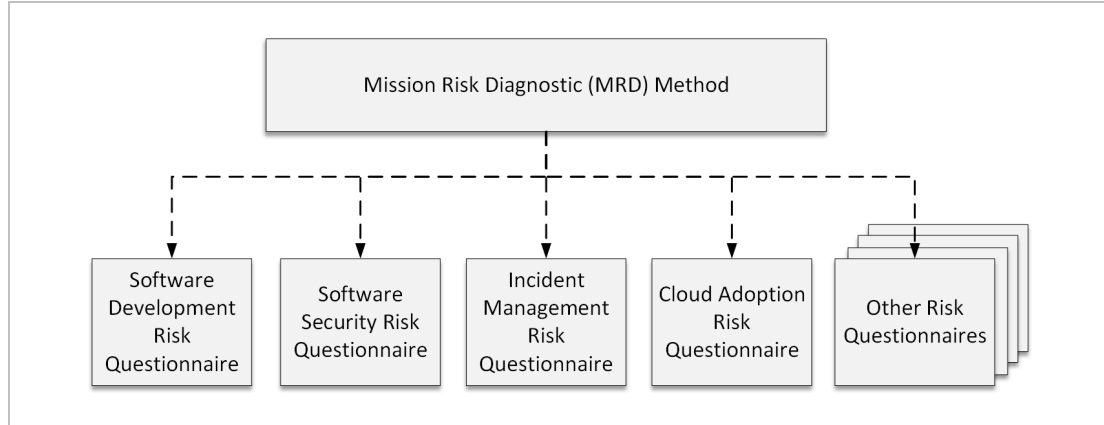 Mission Risk Diagnostic (MRD) Method
Software
Development
Risk
Questionnaire
Software
Security Risk
Questionnaire
Incident
Management
Risk
Questionnaire
Cloud Adoption
Risk
Questionnaire
Other Risk
Questionnaires